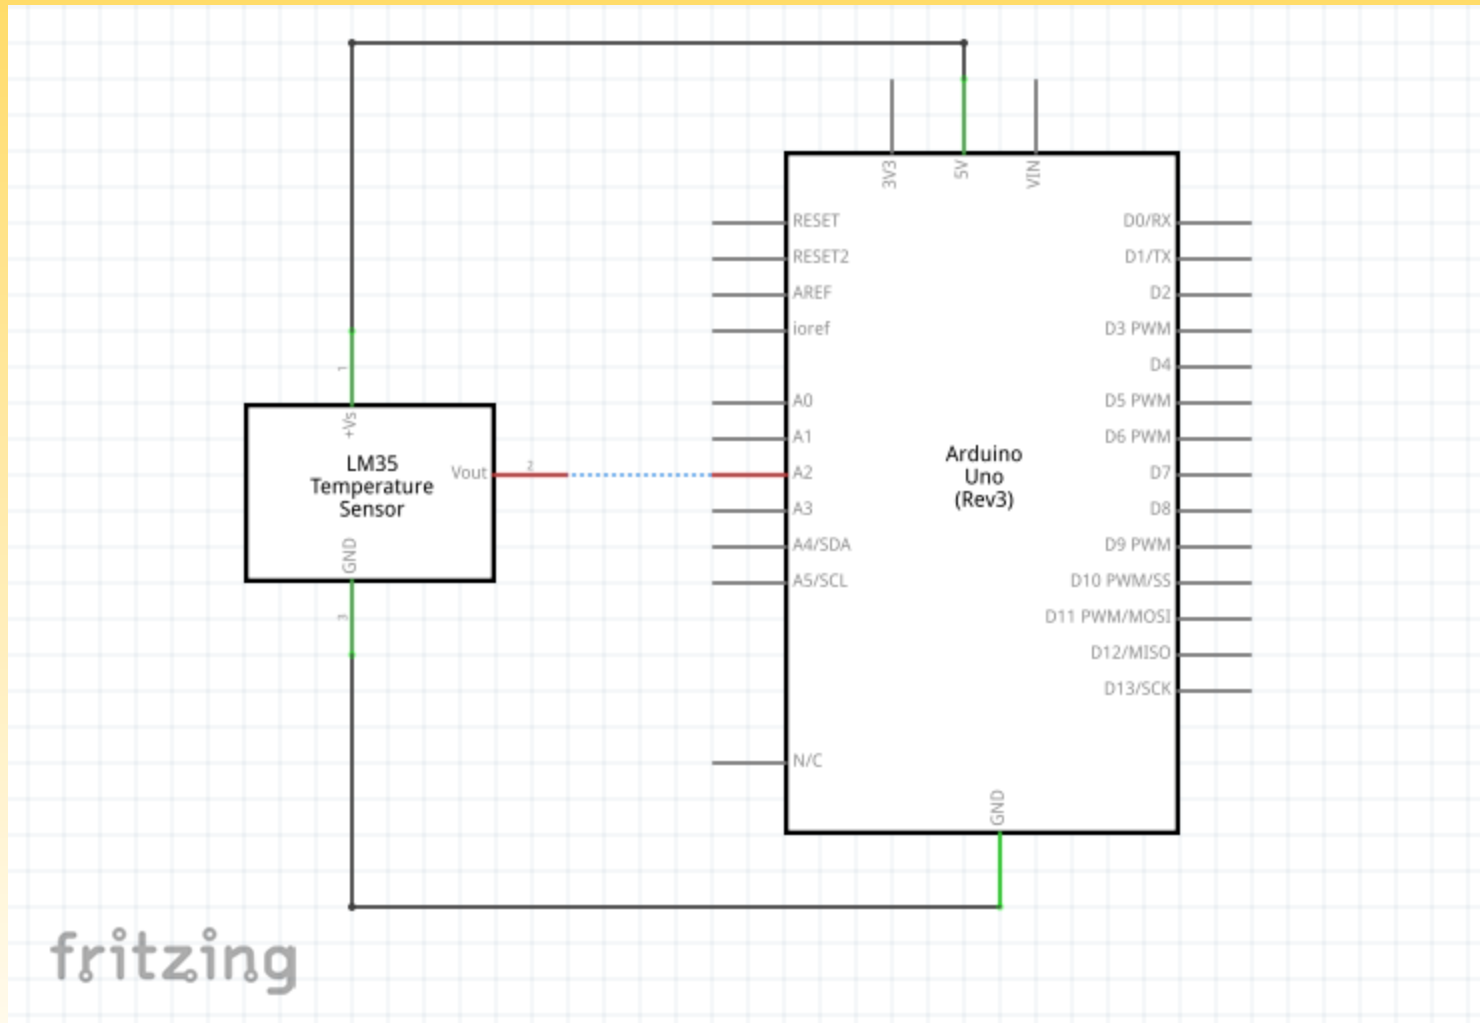 3V3
5V
VIN
RESET
RESET2
AREF
ioref
A0
A1
A2
A3
A4/SDA
A5/SCL
N/C
D0/RX
D1/TX
D2
D3 PWM
D4
D5 PWM
D6 PWM
D7
D8
D9 PWM
D10 PWM/SS
D11 PWM/MOSI
D12/MISO
D13/SCK
Arduino
Uno
(Rev3)
GND
1
+Vs
LM35
Temperature
Sensor
Vout
2
GND
3
fritzing